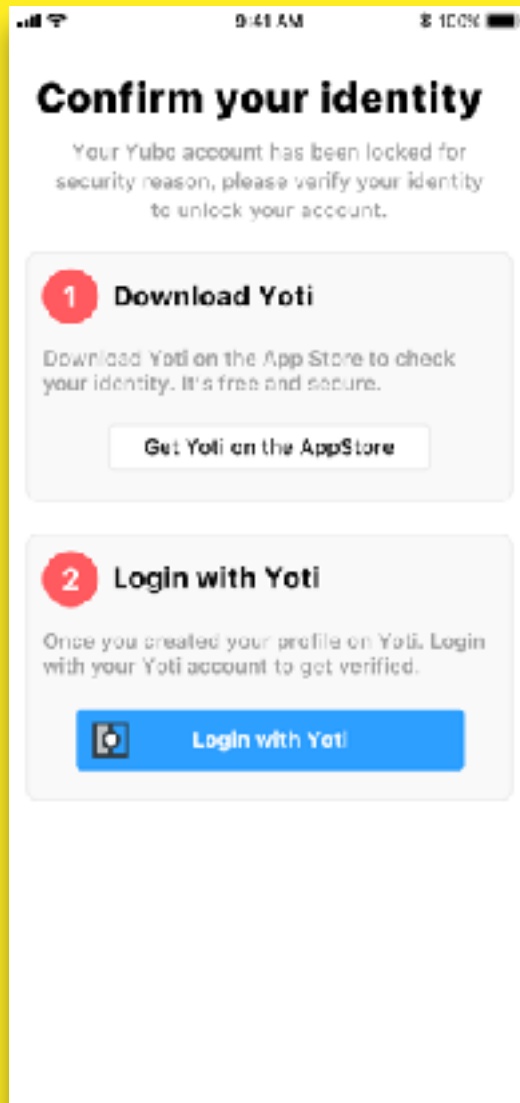 9:41 AM 100%
Confirm your identity
Your Yubo account has been locked for
security reason, please verify your identity
to unlock your account.
1 Download Yoti
Download Yoti on the App Store to check
your identity. It's free and secure.
Get Yoti on the AppStore
2 Login with Yoti
Once you created your profile on Yoti. Login
with your Yoti account to get verified.
Login with Yoti